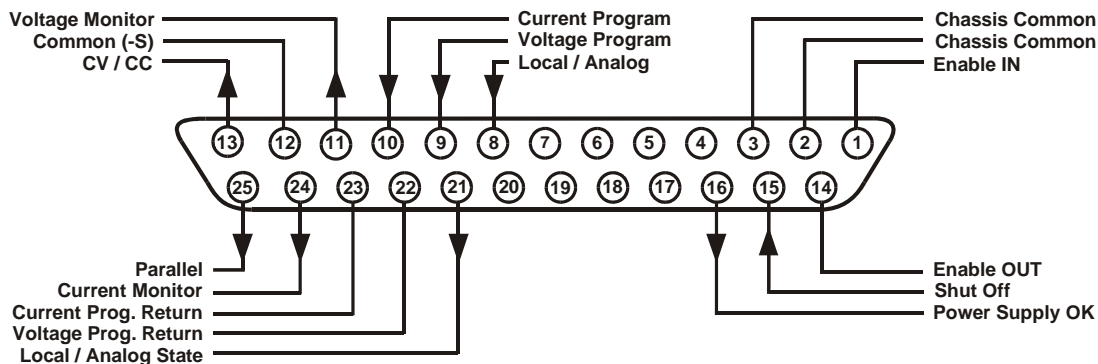 Voltage Monitor
Common (-S)
CV / CC
Current Program
Voltage Program
Local / Analog
Chassis Common
Chassis Common
Enable IN
13 12 11 10 9 8 7 6 5 4 3 2 1
25 24 23 22 21 20 19 18 17 16 15 14
Parallel
Current Monitor
Current Prog. Return
Voltage Prog. Return
Local / Analog State
Enable OUT
Shut Off
Power Supply OK